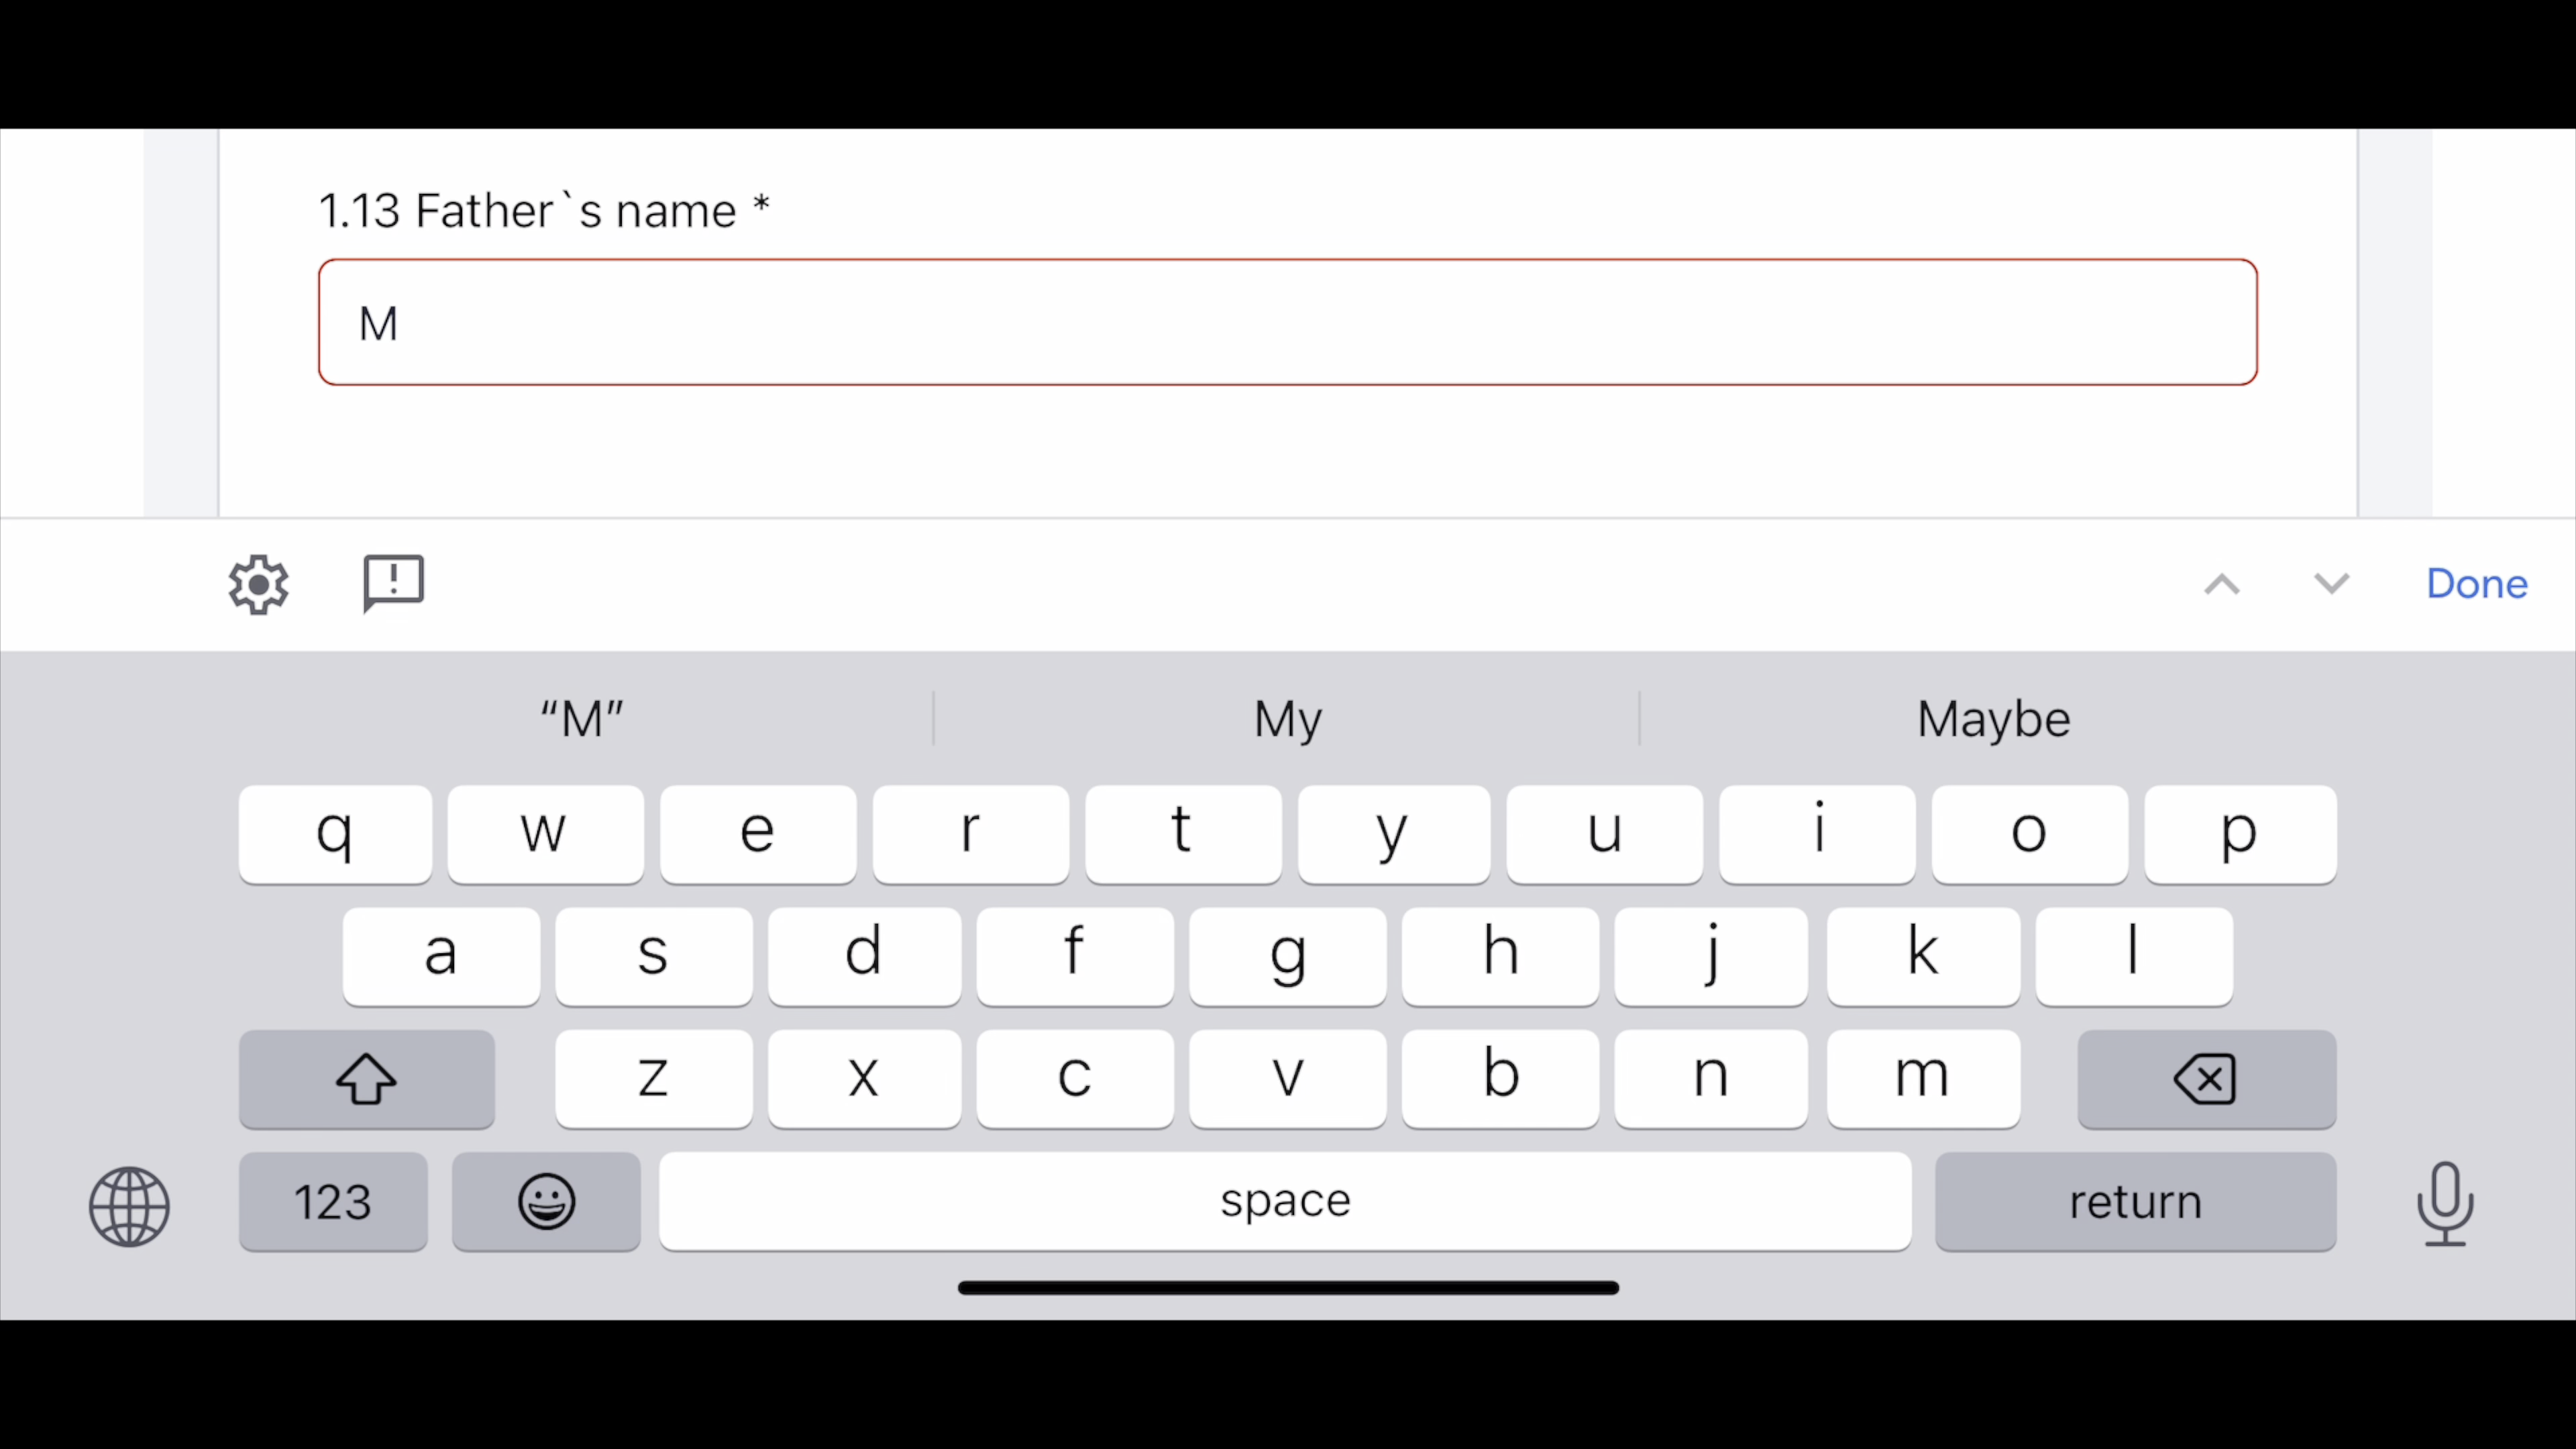 1.13 Father`s name *
M
Done
“M” My Maybe
q w e r t y u i o p
a s d f g h j k l
z x c v b n m
123 space return